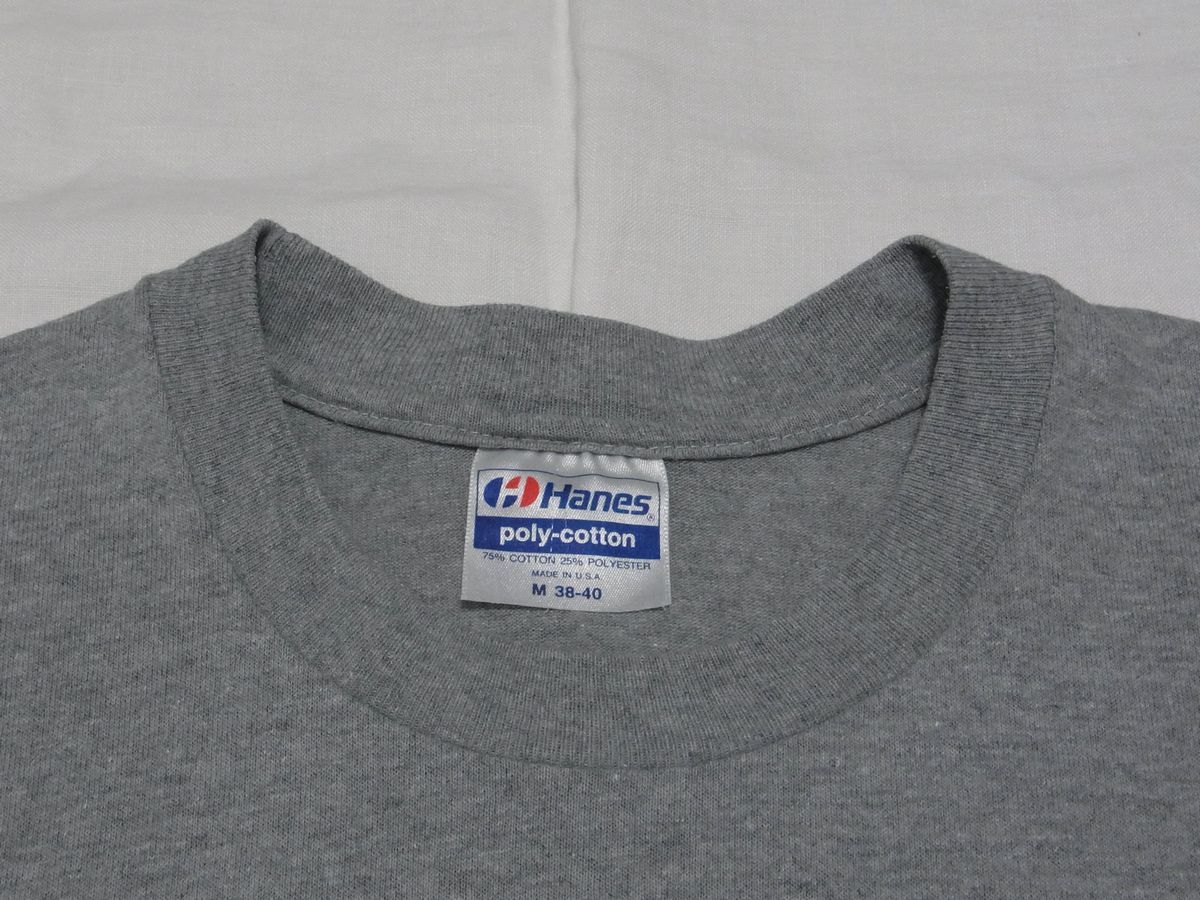 Hanes®
poly-cotton
75% COTTON 25% POLYESTER
MADE IN U.S.A.
M 38-40